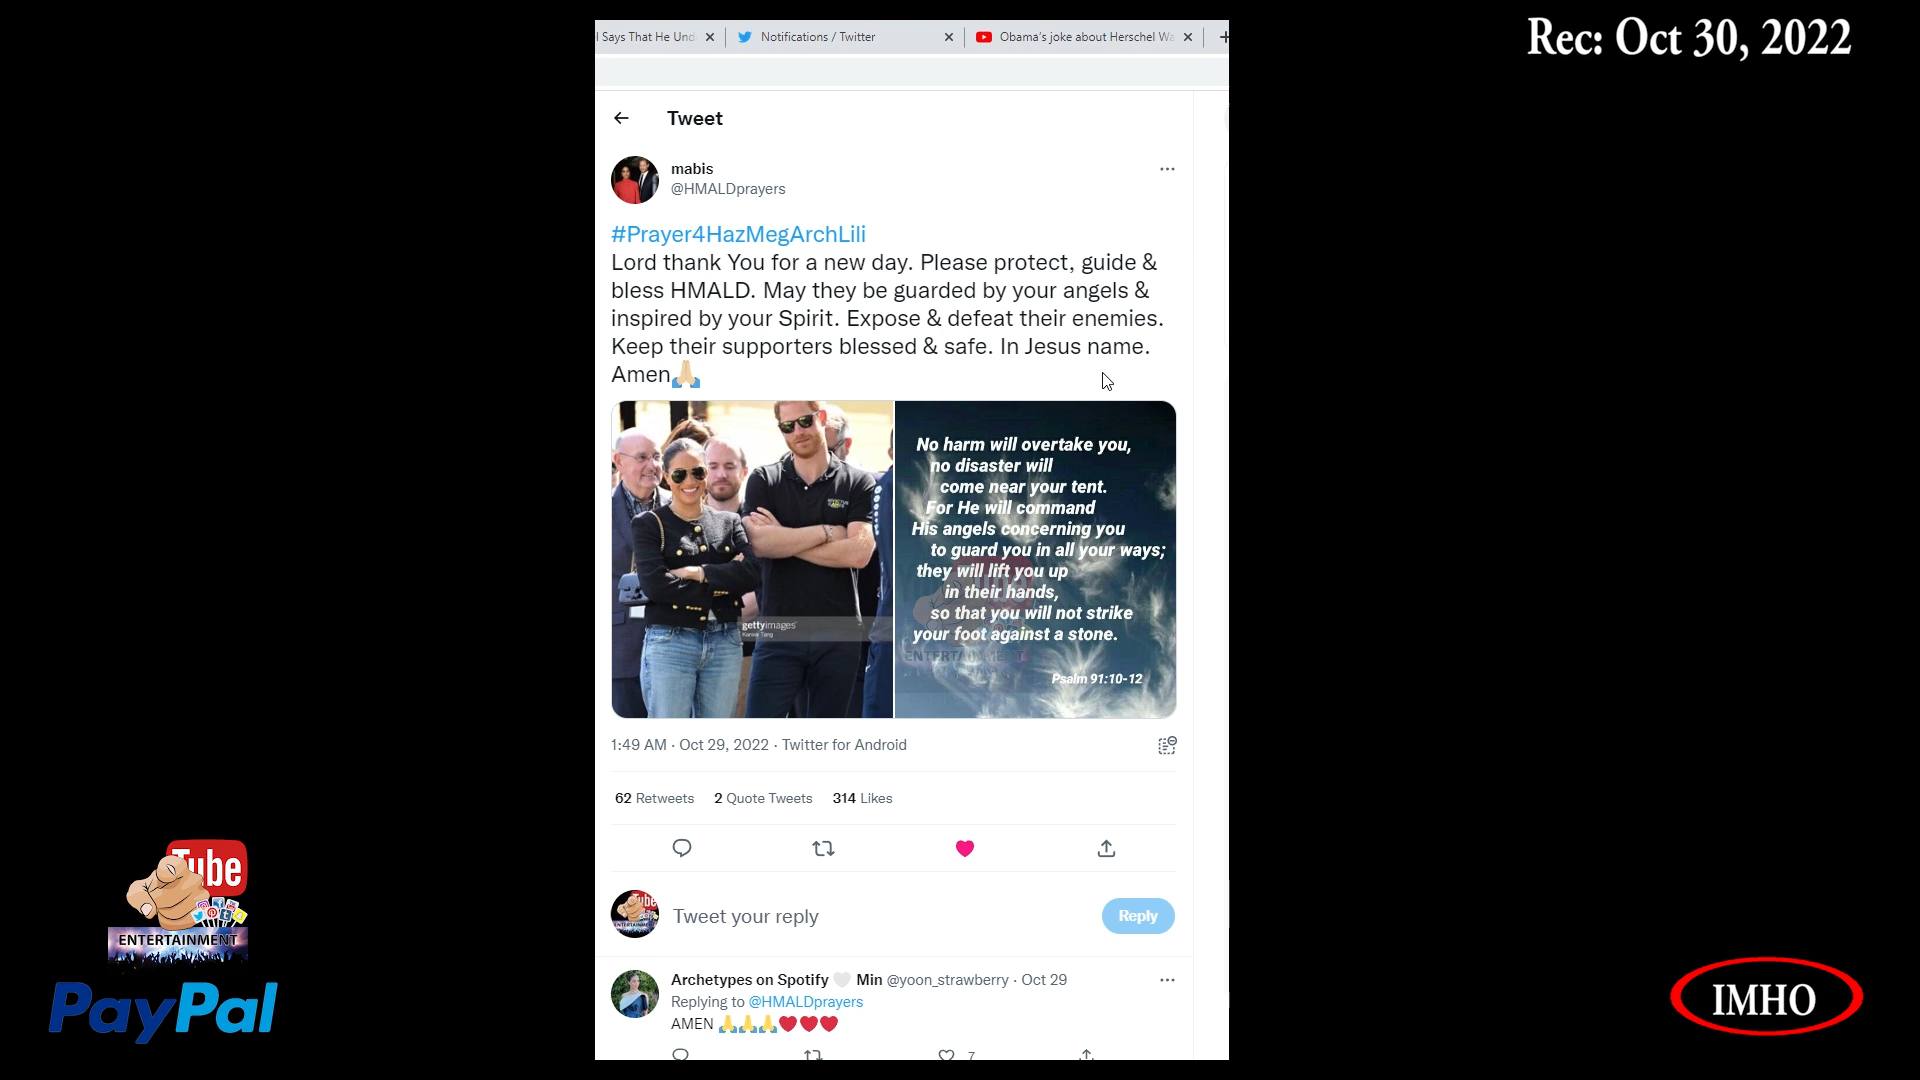 Rec: Oct 30, 2022
l Says That He Und
Notifications / Twitter
Obama's joke about Herschel Wa
Tweet
mabis
@HMALDprayers
#Prayer4HazMegArchLili
Lord thank You for a new day. Please protect, guide &
bless HMALD. May they be guarded by your angels &
inspired by your Spirit. Expose & defeat their enemies.
Keep their supporters blessed & safe. In Jesus name.
Amen🙏🏼
gettyimages
Karwai Tang
No harm will overtake you,
no disaster will
come near your tent.
For He will command
His angels concerning you
to guard you in all your ways;
they will lift you up
in their hands,
so that you will not strike
your foot against a stone.
ENTERTAINMENT
Psalm 91:10-12
1:49 AM · Oct 29, 2022 · Twitter for Android
62 Retweets 2 Quote Tweets 314 Likes
Tweet your reply
Reply
Archetypes on Spotify 🤍 Min @yoon_strawberry · Oct 29
Replying to @HMALDprayers
AMEN 🙏🙏🙏❤️❤️❤️
7
Tube
ENTERTAINMENT
PayPal
IMHO